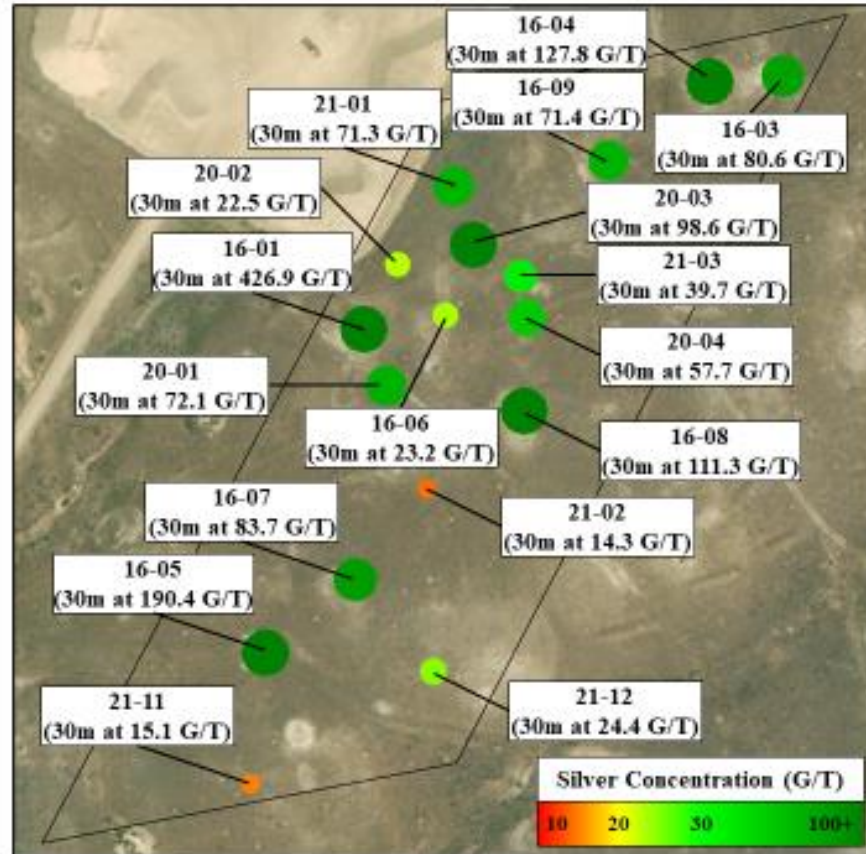 16-04
(30m at 127.8 G/T)
16-09
(30m at 71.4 G/T)
21-01
(30m at 71.3 G/T)
16-03
(30m at 80.6 G/T)
20-02
(30m at 22.5 G/T)
20-03
(30m at 98.6 G/T)
16-01
(30m at 426.9 G/T)
21-03
(30m at 39.7 G/T)
20-04
(30m at 57.7 G/T)
20-01
(30m at 72.1 G/T)
16-06
(30m at 23.2 G/T)
16-08
(30m at 111.3 G/T)
16-07
(30m at 83.7 G/T)
21-02
(30m at 14.3 G/T)
16-05
(30m at 190.4 G/T)
21-11
(30m at 15.1 G/T)
21-12
(30m at 24.4 G/T)
Silver Concentration (G/T)
10 20 30 100+